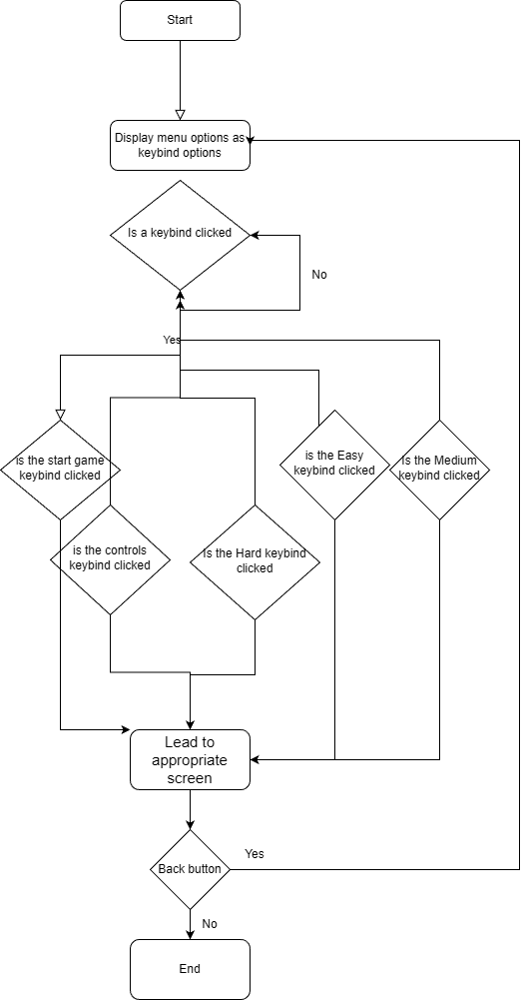 Start
Display menu options as
keybind options
Is a keybind clicked
No
Yes
is the start game
keybind clicked
is the Easy
keybind clicked
Is the Medium
keybind clicked
is the controls
keybind clicked
Is the Hard keybind
clicked
Lead to
appropriate
screen
Yes
Back button
No
End